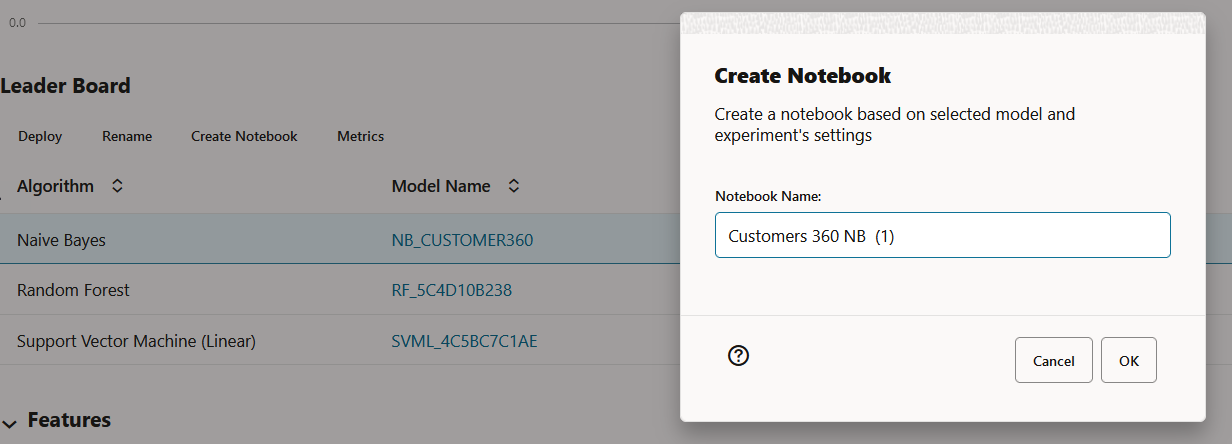 0.0
Leader Board
Deploy Rename Create Notebook Metrics
Algorithm Model Name
Naive Bayes NB_CUSTOMER360
Random Forest RF_5C4D10B238
Support Vector Machine (Linear) SVML_4C5BC7C1AE
Features
Create Notebook
Create a notebook based on selected model and
experiment's settings
Notebook Name:
Customers 360 NB (1)
Cancel OK